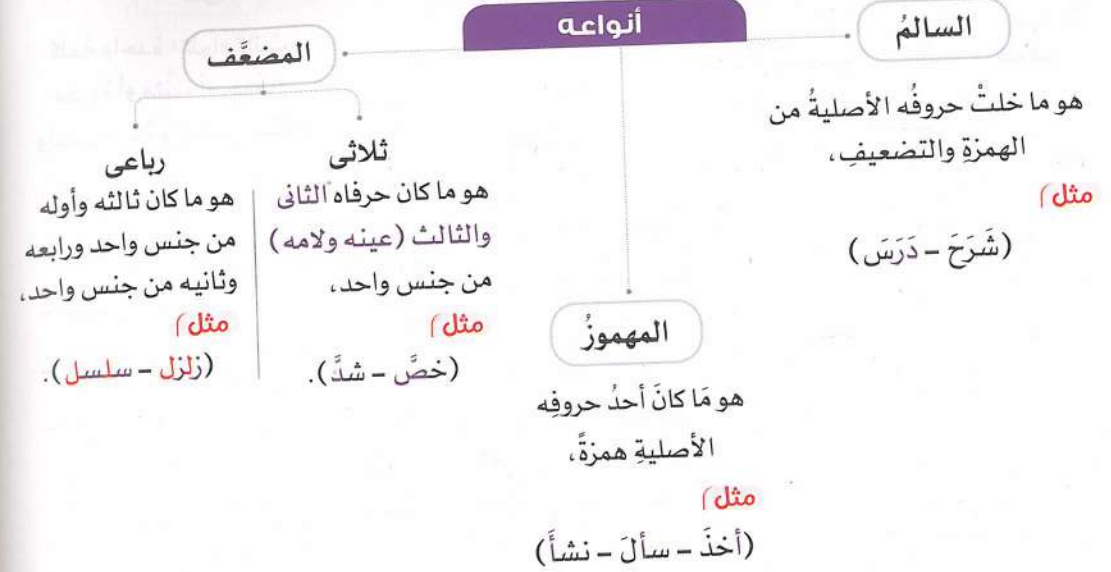 أنواعه
السالمُ
هو ما خلتْ حروفُه الأصليةُ من
الهمزةِ والتضعيفِ،
مثل
(شَرَحَ – دَرَسَ)
المهموزُ
هو مَا كانَ أحدُ حروفِه
الأصليةِ همزةً،
مثل
(أخذَ – سألَ – نشأَ)
المضعَّف
ثلاثى
هو ما كان حرفاه الثانى
والثالث (عينه ولامه)
من جنس واحد،
مثل
(خصَّ – شدَّ).
رباعى
هو ما كان ثالثه وأوله
من جنس واحد ورابعه
وثانيه من جنس واحد،
مثل
(زلزل – سلسل).